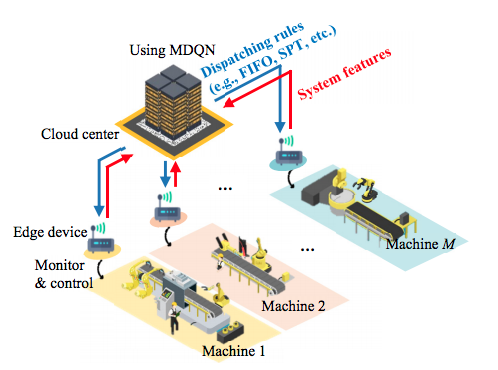 Using MDQN
Dispatching rules
(e.g., FIFO, SPT, etc.)
System features
Cloud center
...
Edge device
...
Machine M
Monitor
& control
Machine 2
Machine 1